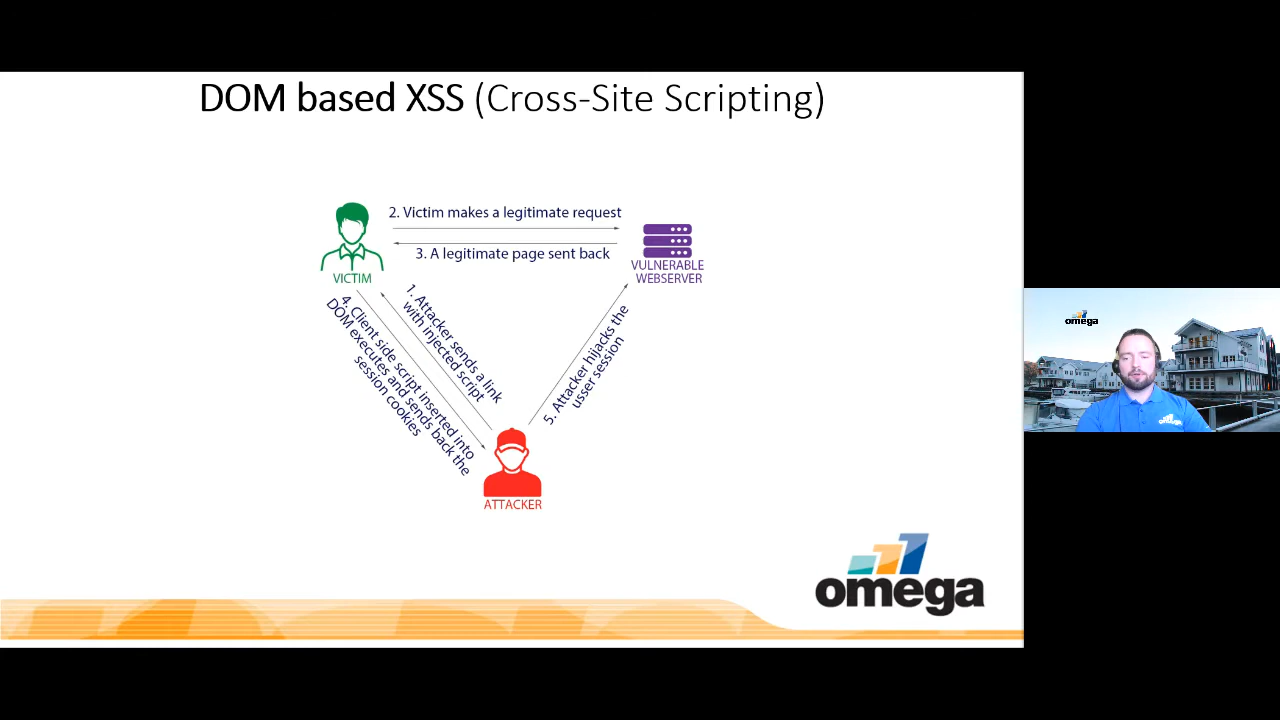 DOM based XSS (Cross-Site Scripting)
2. Victim makes a legitimate request
3. A legitimate page sent back
VICTIM
VULNERABLE
WEBSERVER
1. Attacker sends a link
with injected script
4. Client side script inserted into
DOM executes and sends back the
session cookies
5. Attacker hijacks the
usser session
ATTACKER
omega
omega
omega